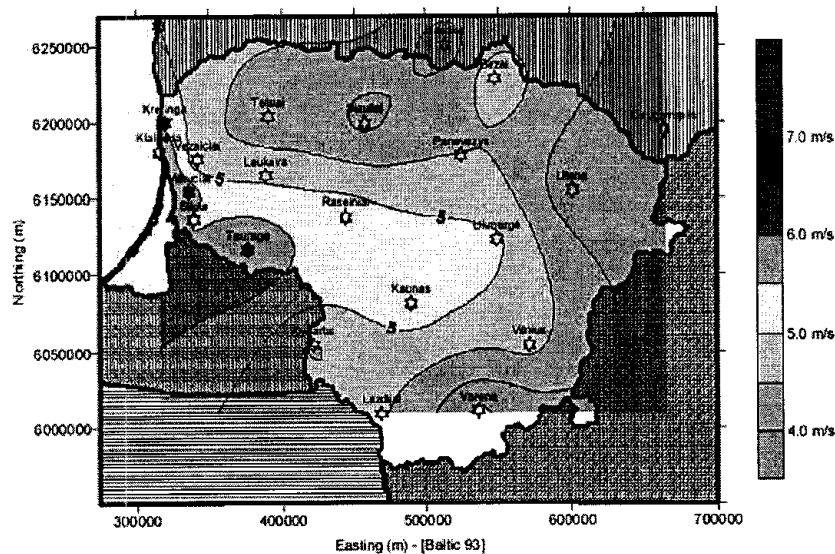 6250000
6200000
6150000
6100000
6050000
6000000
Northing (m)
Birzai
Kretinga
Telsiai
Klaipeda
Vezaiciai
Panevezys
Laukuva
Utena
5
Silute
Raseiniai
5
Ukmerge
Taurage
Kaunas
5
Vilnius
Lazdijai
Varena
7.0 m/s
6.0 m/s
5.0 m/s
4.0 m/s
300000 400000 500000 600000 700000
Easting (m) - [Baltic 93]